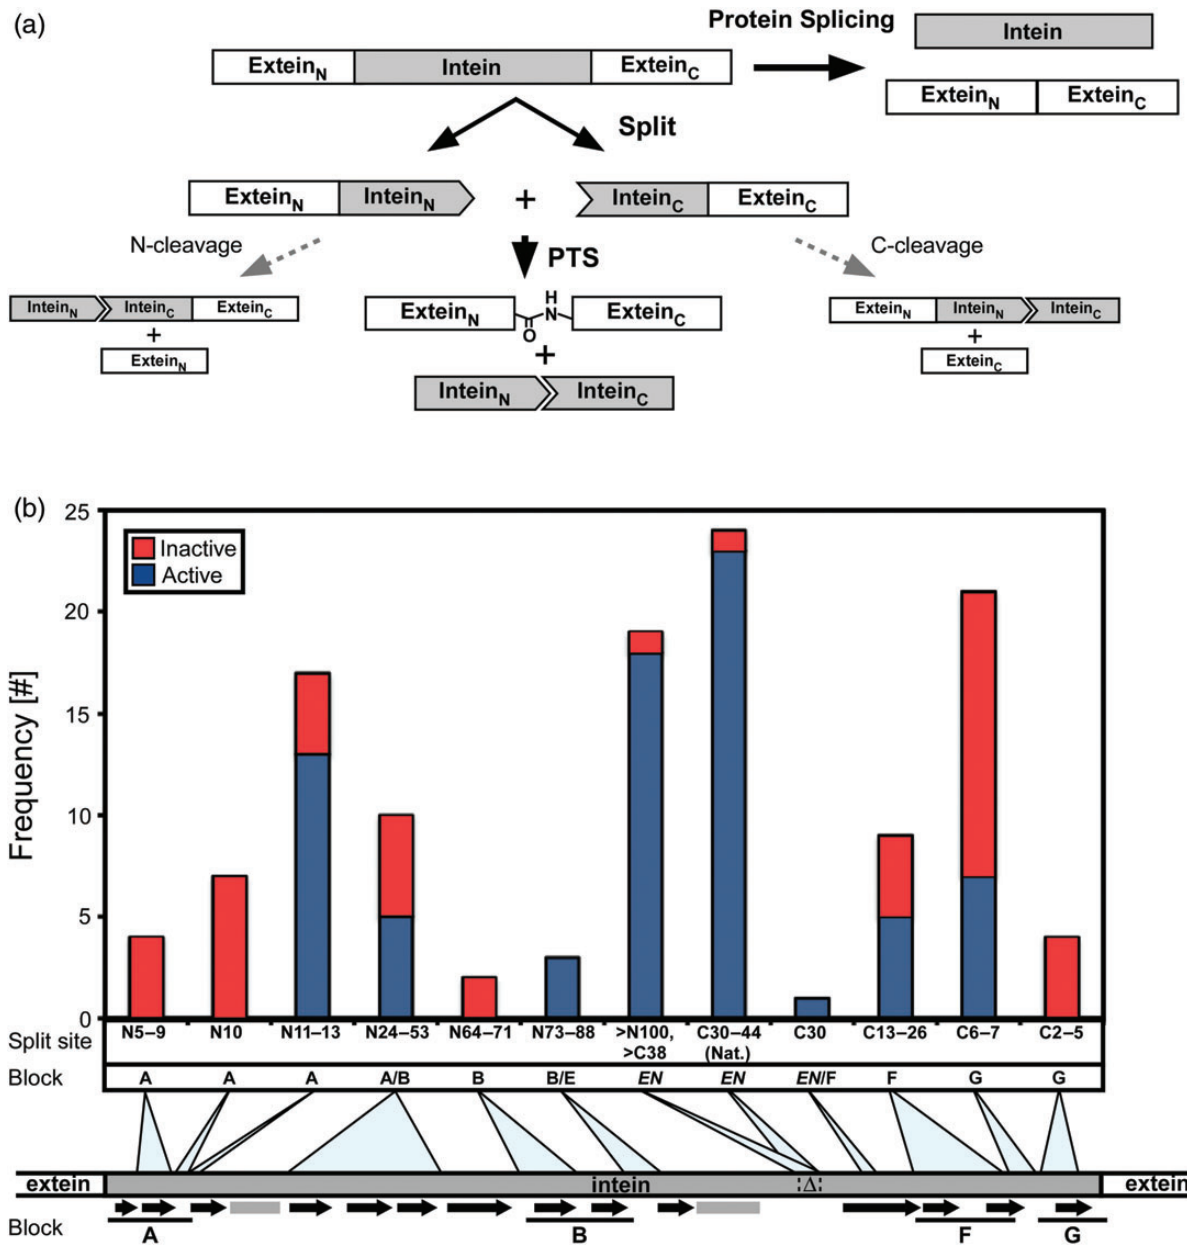 (a)
Protein Splicing
Extein_N Intein Extein_C
Intein
Extein_N Extein_C
Split
Extein_N Intein_N + Intein_C Extein_C
N-cleavage
PTS
C-cleavage
Intein_N Intein_C Extein_C
+
Extein_N
Extein_N C O H N Extein_C
+
Intein_N Intein_C
Extein_N Intein_N Intein_C
+
Extein_C
(b)
Frequency [#]
25
20
15
10
5
0
Inactive
Active
Split site N5–9 N10 N11–13 N24–53 N64–71 N73–88 >N100, >C38 C30–44 (Nat.) C30 C13–26 C6–7 C2–5
Block A A A A/B B B/E EN EN EN/F F G G
extein intein Δ extein
Block A B F G